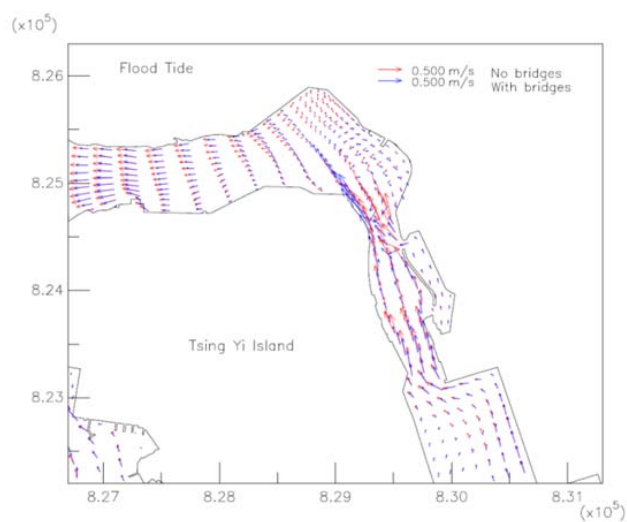 (x10⁵)
8.26
Flood Tide
0.500 m/s No bridges
0.500 m/s With bridges
8.25
8.24
Tsing Yi Island
8.23
8.27 8.28 8.29 8.30 8.31
(x10⁵)